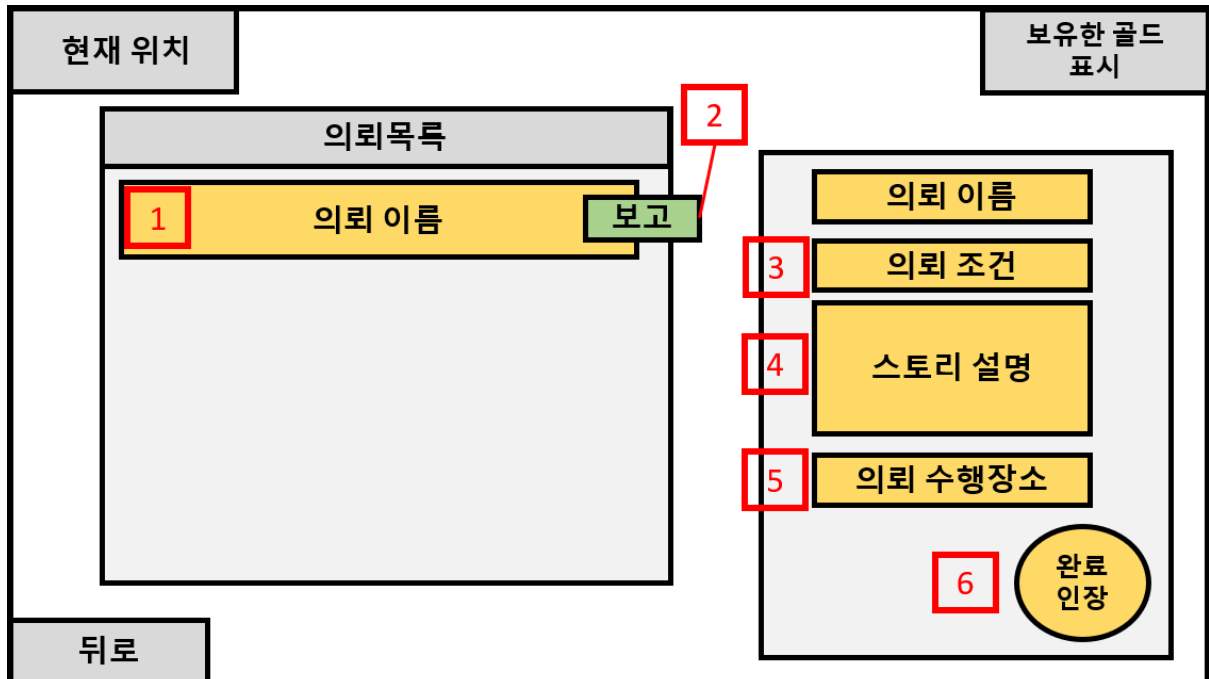 현재 위치
보유한 골드
표시
의뢰목록
2
1
의뢰 이름
보고
의뢰 이름
3
의뢰 조건
4
스토리 설명
5
의뢰 수행장소
6
완료
인장
뒤로